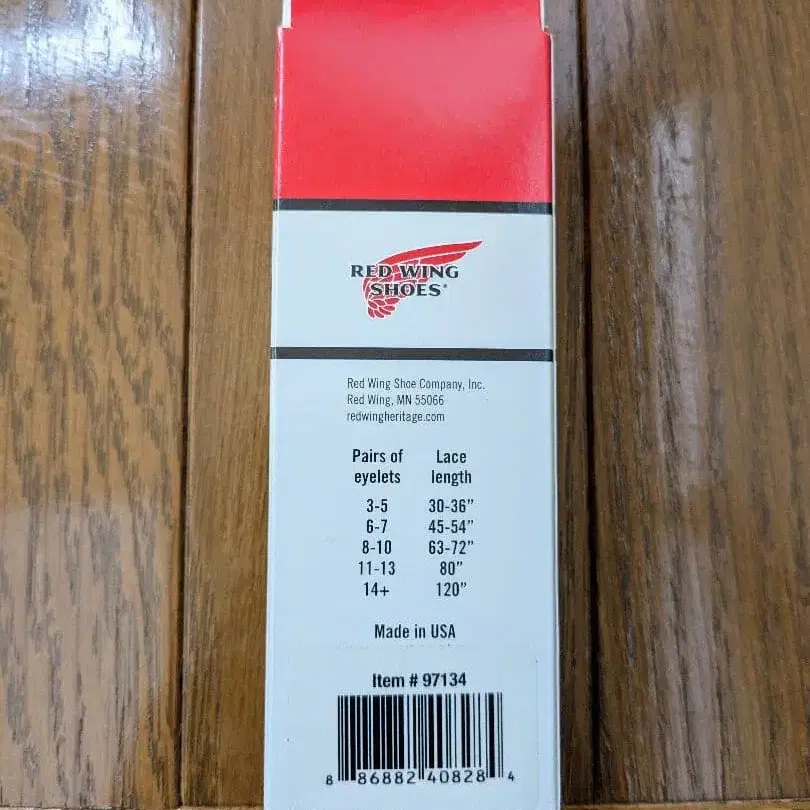 RED WING
SHOES®
Red Wing Shoe Company, Inc.
Red Wing, MN 55066
redwingheritage.com
Pairs of Lace
eyelets length
3-5 30-36”
6-7 45-54”
8-10 63-72”
11-13 80”
14+ 120”
Made in USA
Item # 97134
8 86882 40828 4